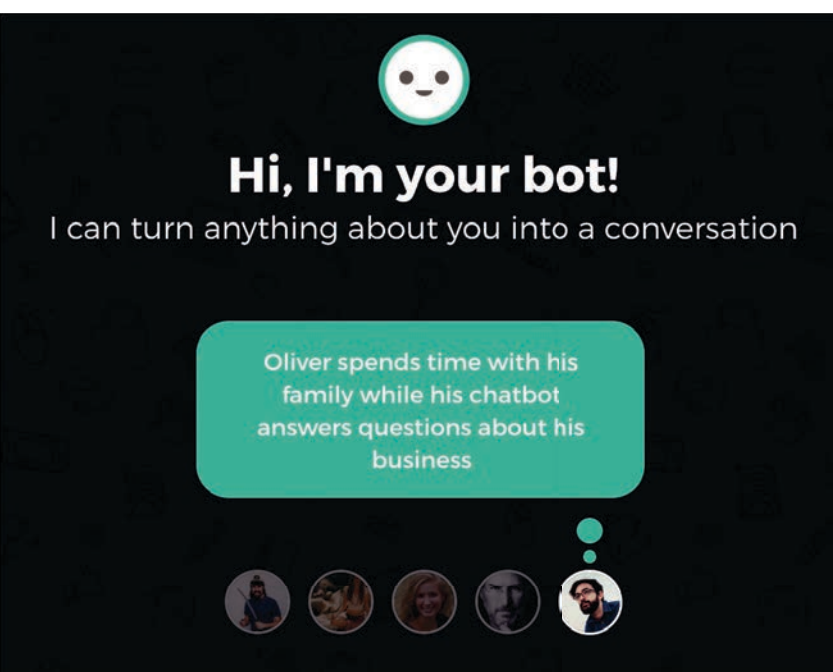 Hi, I'm your bot!
I can turn anything about you into a conversation
Oliver spends time with his
family while his chatbot
answers questions about his
business